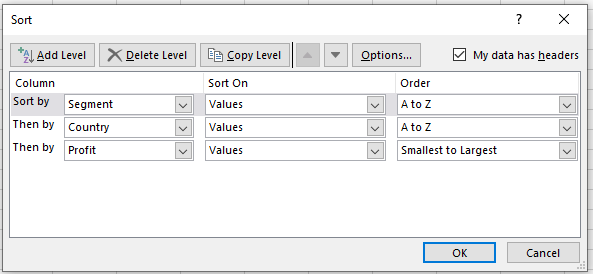 Sort ?
Add Level Delete Level Copy Level Options... My data has headers
Column Sort On Order
Sort by Segment Values A to Z
Then by Country Values A to Z
Then by Profit Values Smallest to Largest
OK Cancel